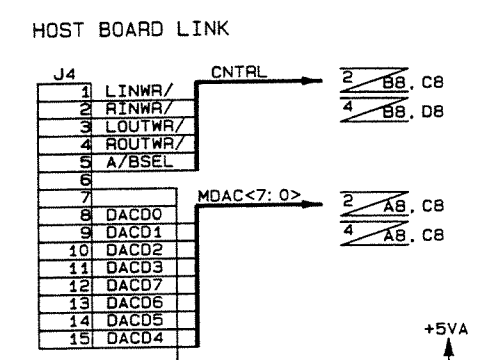 HOST BOARD LINK
J4
CNTRL
1 LINWR/
2 RINWR/
3 LOUTWR/
4 ROUTWR/
5 A/BSEL
6
7
8 DACD0
9 DACD1
10 DACD2
11 DACD3
12 DACD7
13 DACD6
14 DACD5
15 DACD4
2 B8, C8
4 B8, D8
MDAC<7:0>
2 A8, C8
4 A8, C8
+5VA